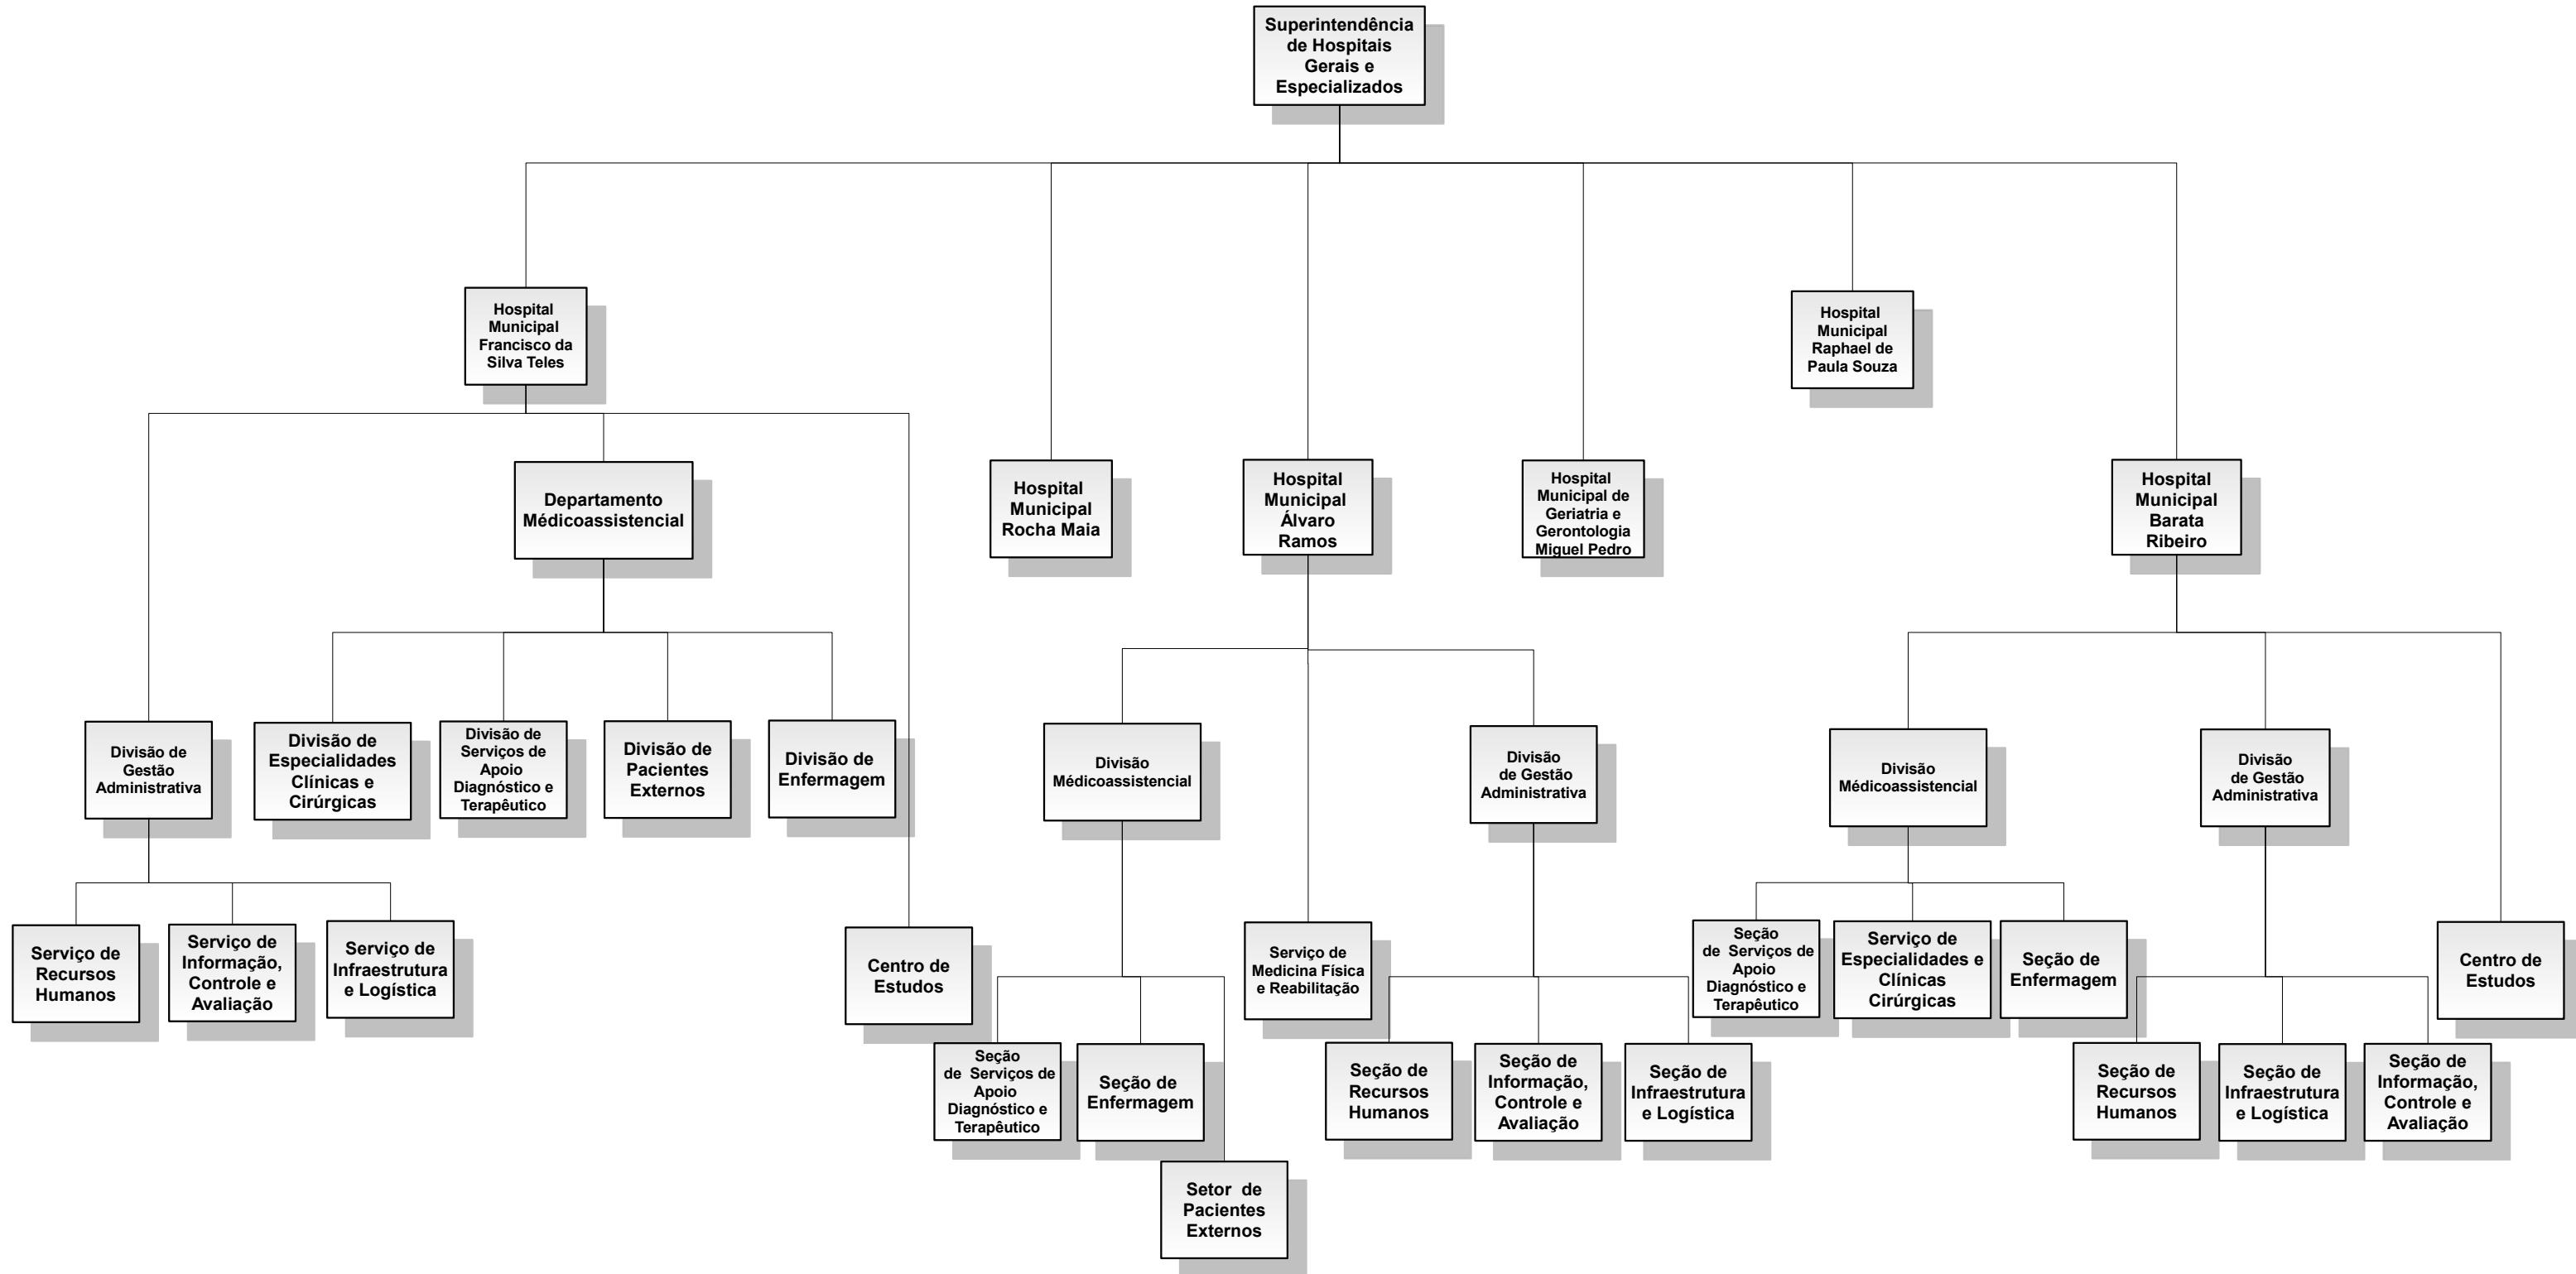 Superintendência
de Hospitais
Gerais e
Especializados
Hospital
Municipal
Francisco da
Silva Teles
Hospital
Municipal
Raphael de
Paula Souza
Departamento
Médicoassistencial
Hospital
Municipal
Rocha Maia
Hospital
Municipal
Álvaro
Ramos
Hospital
Municipal de
Geriatria e
Gerontologia
Miguel Pedro
Hospital
Municipal
Barata
Ribeiro
Divisão de
Gestão
Administrativa
Divisão de
Especialidades
Clínicas e
Cirúrgicas
Divisão de
Serviços de
Apoio
Diagnóstico e
Terapêutico
Divisão de
Pacientes
Externos
Divisão de
Enfermagem
Divisão
Médicoassistencial
Divisão
de Gestão
Administrativa
Divisão
Médicoassistencial
Divisão
de Gestão
Administrativa
Serviço de
Recursos
Humanos
Serviço de
Informação,
Controle e
Avaliação
Serviço de
Infraestrutura
e Logística
Centro de
Estudos
Serviço de
Medicina Física
e Reabilitação
Seção
de Serviços de
Apoio
Diagnóstico e
Terapêutico
Serviço de
Especialidades e
Clínicas
Cirúrgicas
Seção de
Enfermagem
Centro de
Estudos
Seção
de Serviços de
Apoio
Diagnóstico e
Terapêutico
Seção de
Enfermagem
Seção de
Recursos
Humanos
Seção de
Informação,
Controle e
Avaliação
Seção de
Infraestrutura
e Logística
Seção de
Recursos
Humanos
Seção de
Infraestrutura
e Logística
Seção de
Informação,
Controle e
Avaliação
Setor de
Pacientes
Externos